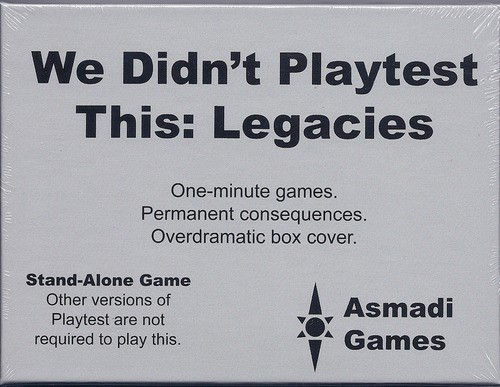 We Didn't Playtest
This: Legacies
One-minute games.
Permanent consequences.
Overdramatic box cover.
Stand-Alone Game
Other versions of
Playtest are not
required to play this.
Asmadi
Games